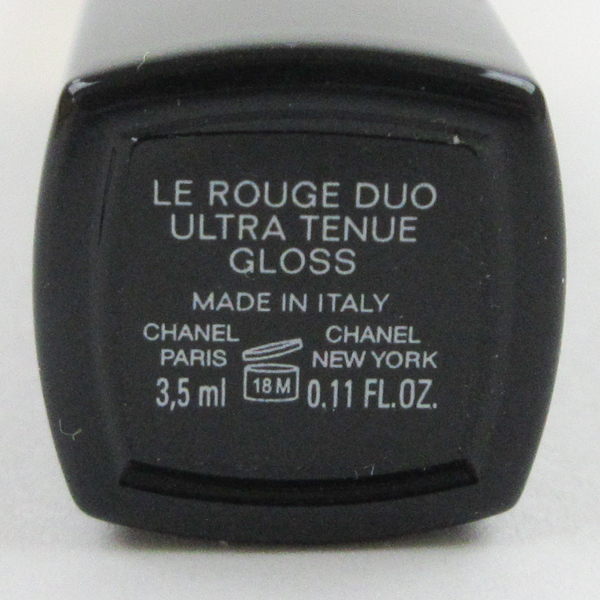 LE ROUGE DUO
ULTRA TENUE
GLOSS
MADE IN ITALY
CHANEL CHANEL
PARIS NEW YORK
3,5 ml 18 M 0.11 FL.OZ.